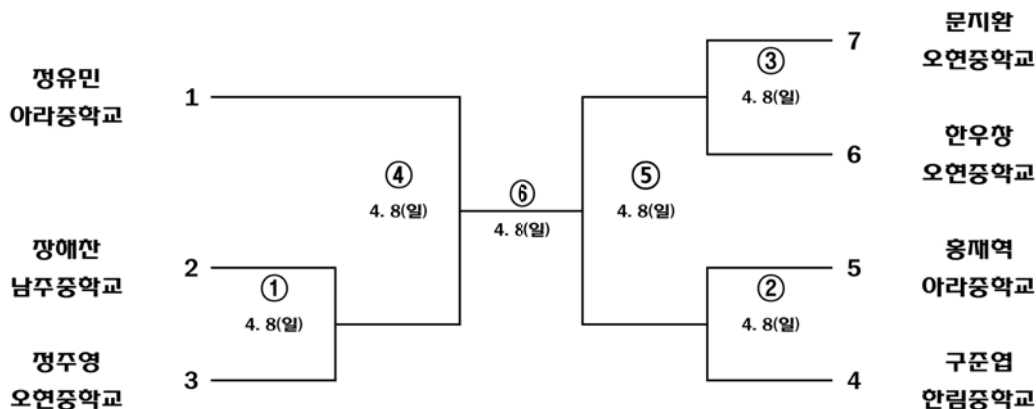 정유민
아라중학교
1
장해찬
남주중학교
2
①
4. 8(일)
정주영
오현중학교
3
④
4. 8(일)
⑥
4. 8(일)
⑤
4. 8(일)
7
문지환
오현중학교
③
4. 8(일)
6
한우창
오현중학교
5
홍재혁
아라중학교
②
4. 8(일)
4
구준엽
한림중학교